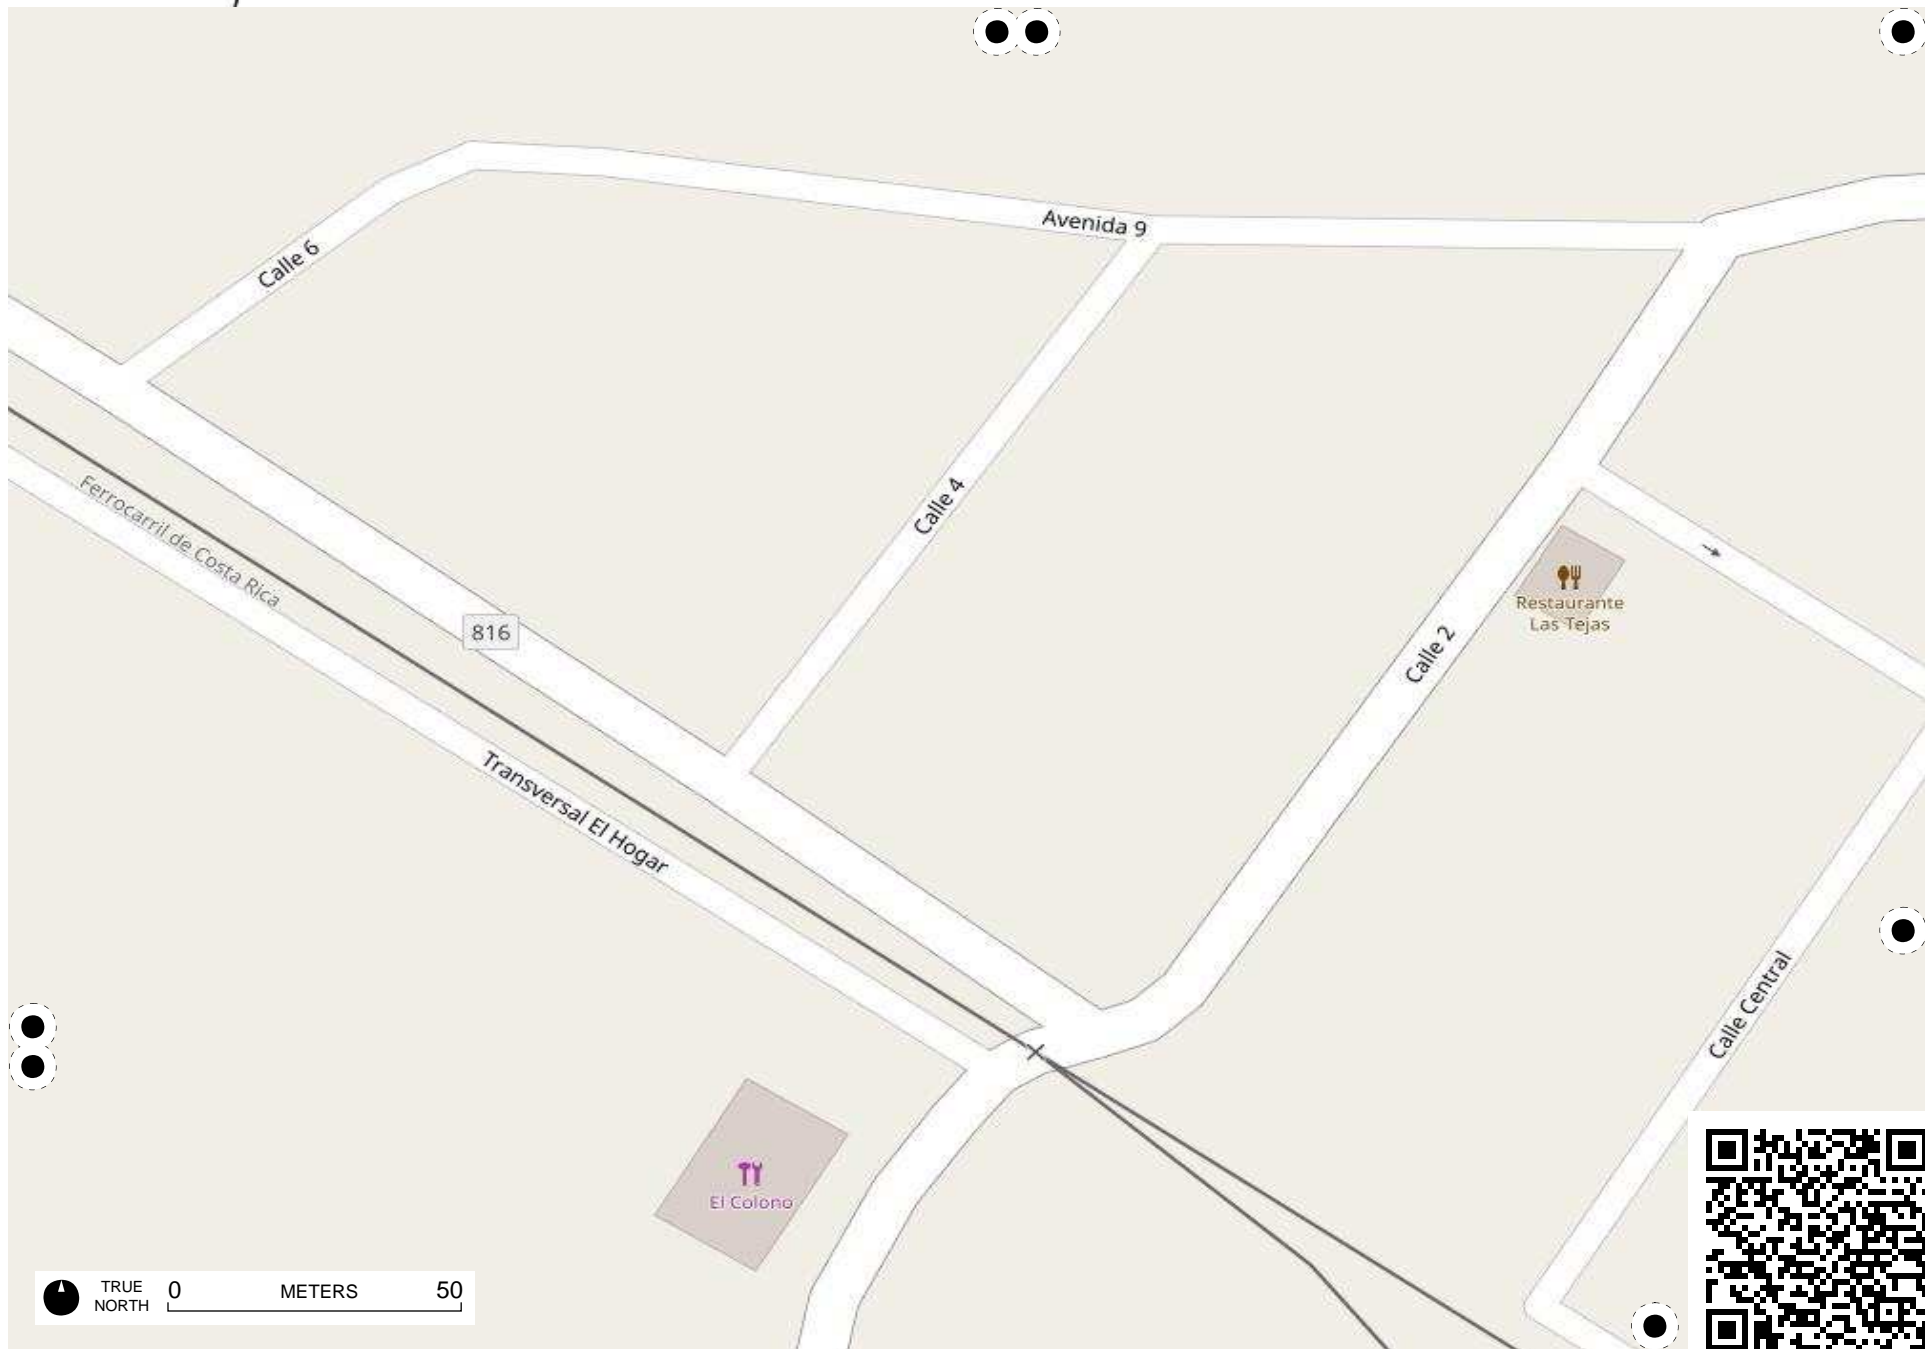 Avenida 9
Calle 6
Calle 4
Ferrocarril de Costa Rica
Restaurante
Las Tejas
816
Calle 2
Transversal El Hogar
Calle Central
El Colono
TRUE
NORTH
0 METERS 50